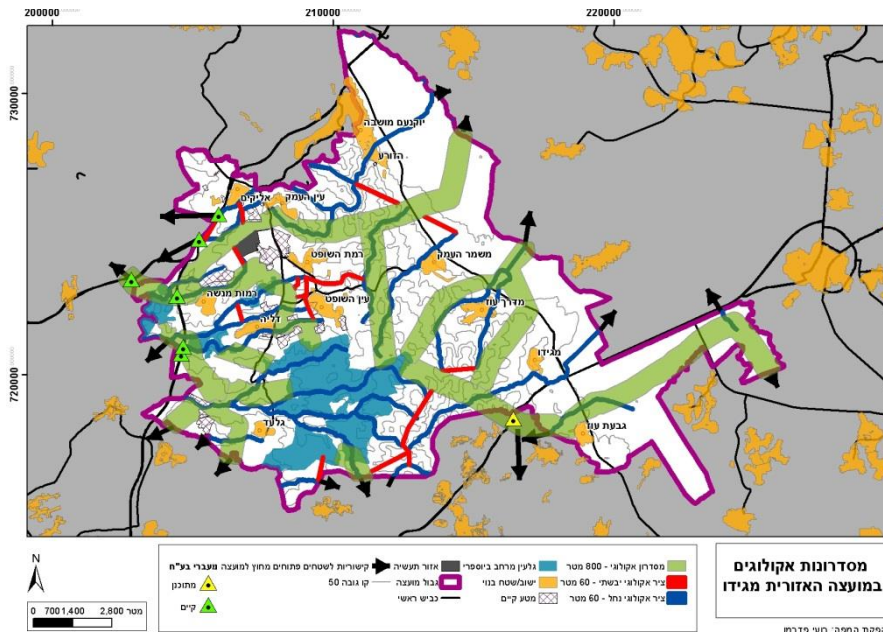 200000 210000 220000
730000
720000
יוקנעם מושבה
הזורע
אליקים
עין העמק
רמת השופט
משמר העמק
רמות מנשה
עין השופט
מדרך עוז
דליה
מגידו
גלעד
גבעת עוז
N
0 700 1,400 2,800 מטר
מסדרון אקולוגי - 800 מטר
ציר אקולוגי יבשתי - 60 מטר
ציר אקולוגי נחל - 60 מטר
גלעין מרחב ביוספרי
ישוב/שטח בנוי
מטע קיים
אזור תעשיה
גבול מועצה
כביש ראשי
קישוריות לשטחים פתוחים מחוץ למועצה
קו גובה 50
מעברי בע"ח
מתוכנן
קיים
מסדרונות אקולוגים
במועצה האזורית מגידו
הפקת המפה: רועי פדרמן